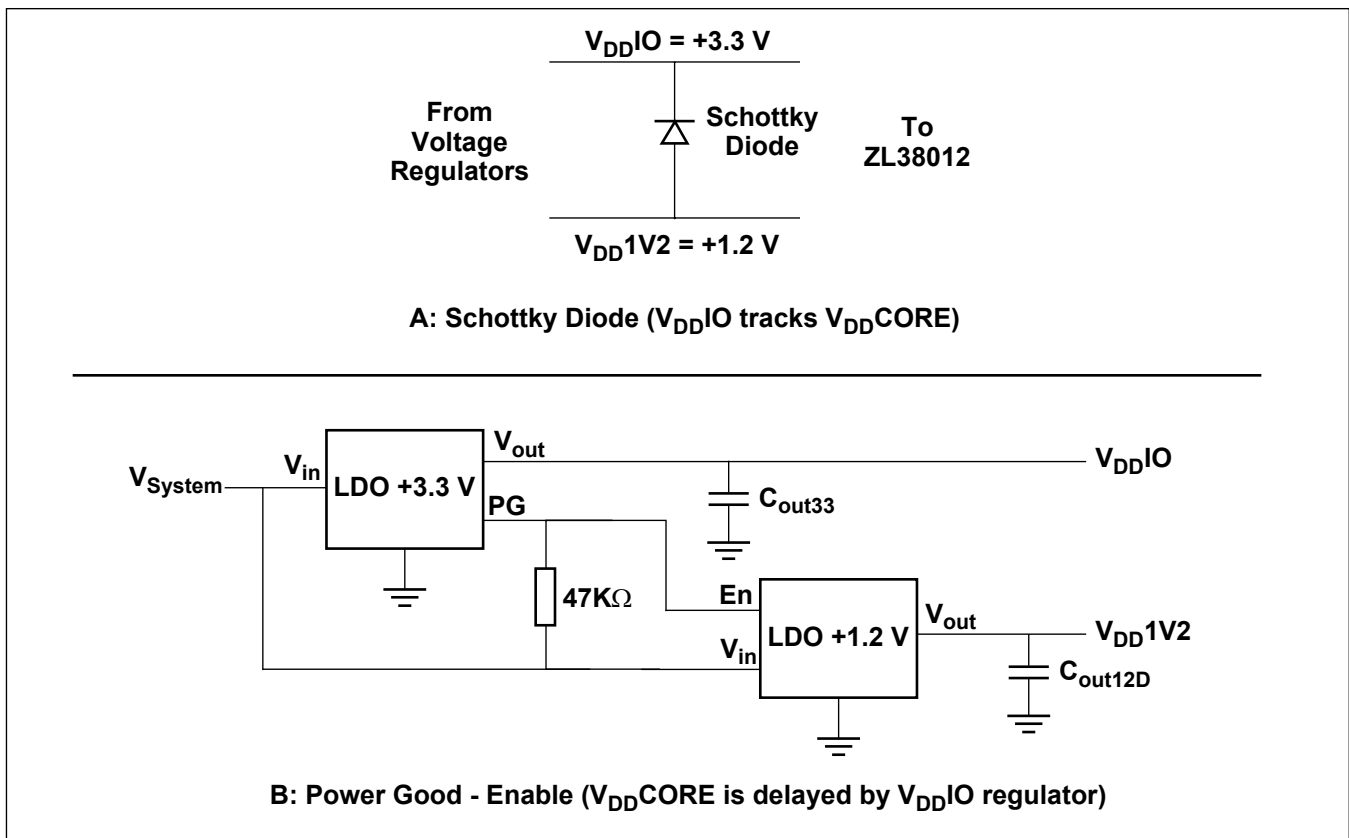 VDDIO = +3.3 V
From
Voltage
Regulators
Schottky
Diode
To
ZL38012
VDD1V2 = +1.2 V
A: Schottky Diode (VDDIO tracks VDDCORE)
VSystem
Vin
LDO +3.3 V
Vout
PG
VDDIO
Cout33
47KΩ
En
Vin
LDO +1.2 V
Vout
VDD1V2
Cout12D
B: Power Good - Enable (VDDCORE is delayed by VDDIO regulator)